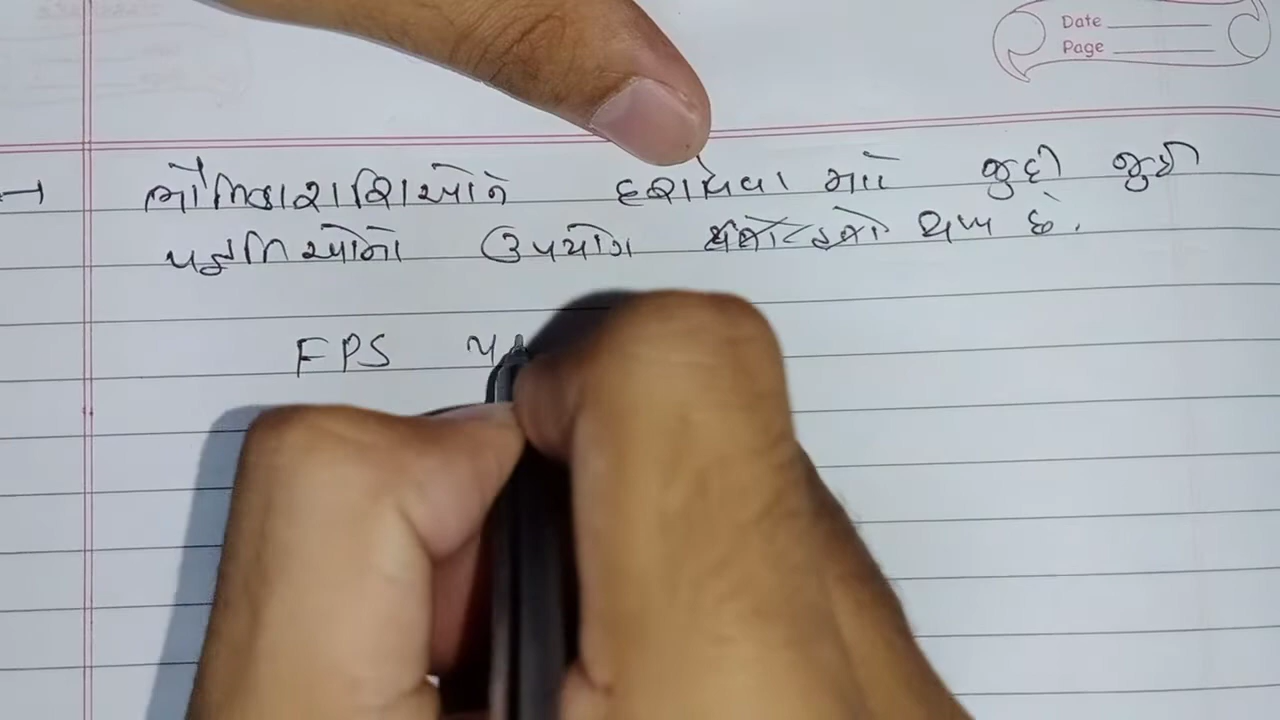 Date
Page
→ ભૌતિકરાશિઓને દર્શાવવા માટે જુદી જુદી
પદ્ધતિઓનો ઉપયોગ થાય છે.
FPS પ